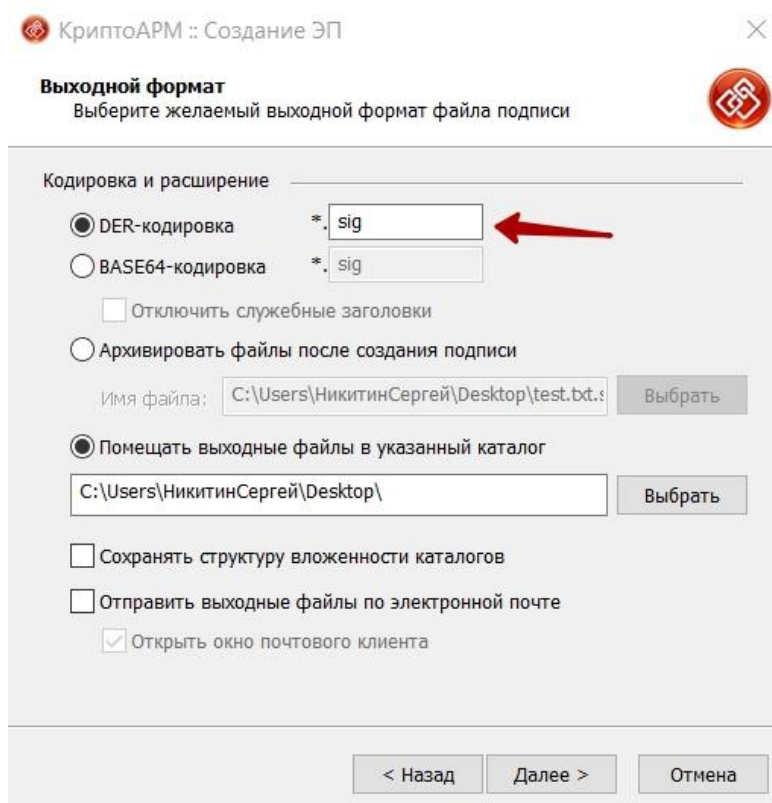 КриптоАРМ :: Создание ЭП
Выходной формат
Выберите желаемый выходной формат файла подписи
Кодировка и расширение
DER-кодировка *. sig
BASE64-кодировка *. sig
Отключить служебные заголовки
Архивировать файлы после создания подписи
Имя файла: C:\Users\НикитинСергей\Desktop\test.txt.s Выбрать
Помещать выходные файлы в указанный каталог
C:\Users\НикитинСергей\Desktop\ Выбрать
Сохранять структуру вложенности каталогов
Отправить выходные файлы по электронной почте
Открыть окно почтового клиента
< Назад Далее > Отмена